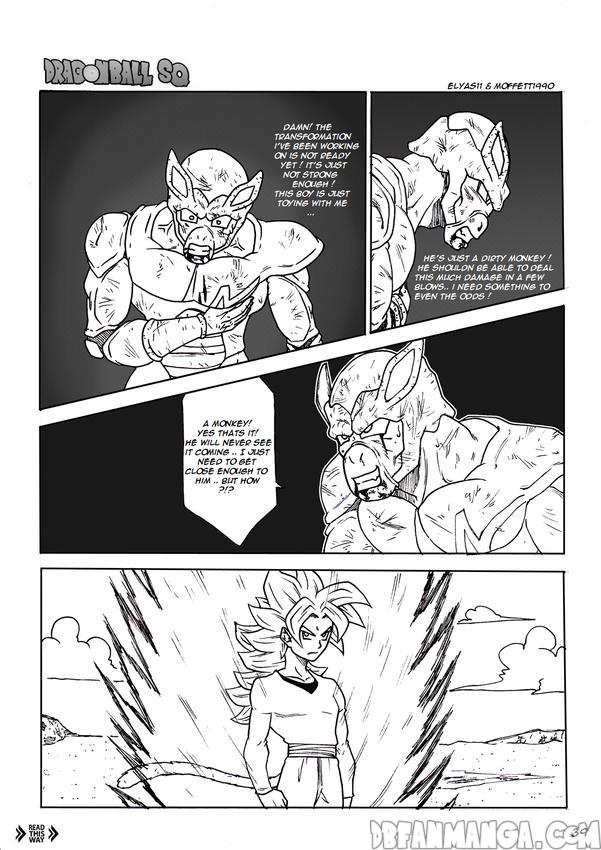 DRAGONBALL SQ
ELYAS11 & MOFFETT1990
DAMN! THE
TRANSFORMATION
I'VE BEEN WORKING
ON IS NOT READY
YET ! IT'S JUST
NOT STRONG
ENOUGH !
THIS BOY IS JUST
TOYING WITH ME
...
HE'S JUST A DIRTY MONKEY !
HE SHOULDN BE ABLE TO DEAL
THIS MUCH DAMAGE IN A FEW
BLOWS.. I NEED SOMETHING TO
EVEN THE ODDS !
A MONKEY!
YES THATS IT!
HE WILL NEVER SEE
IT COMING .. I JUST
NEED TO GET
CLOSE ENOUGH TO
HIM .. BUT HOW
?!?
READ
THIS
WAY
39
DBFANMANGA.COM